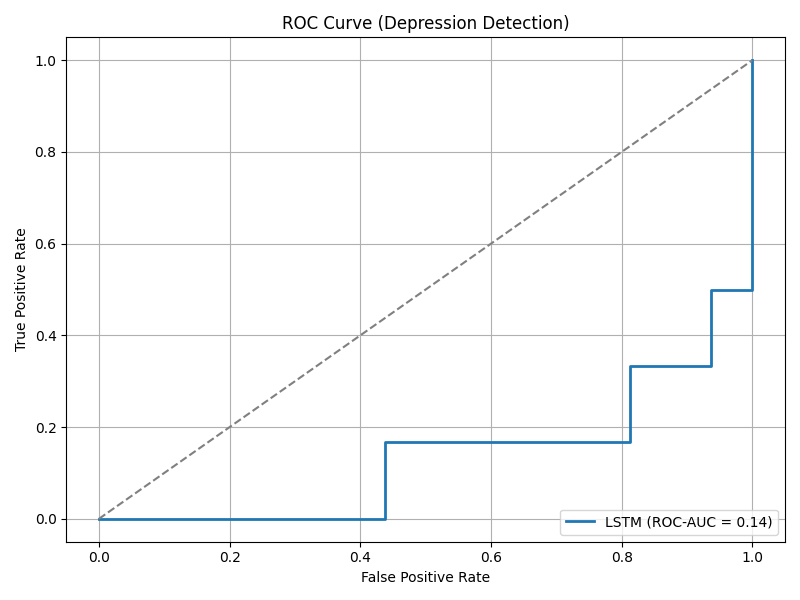 ROC Curve (Depression Detection)
True Positive Rate
1.0
0.8
0.6
0.4
0.2
0.0
LSTM (ROC-AUC = 0.14)
0.0 0.2 0.4 0.6 0.8 1.0
False Positive Rate